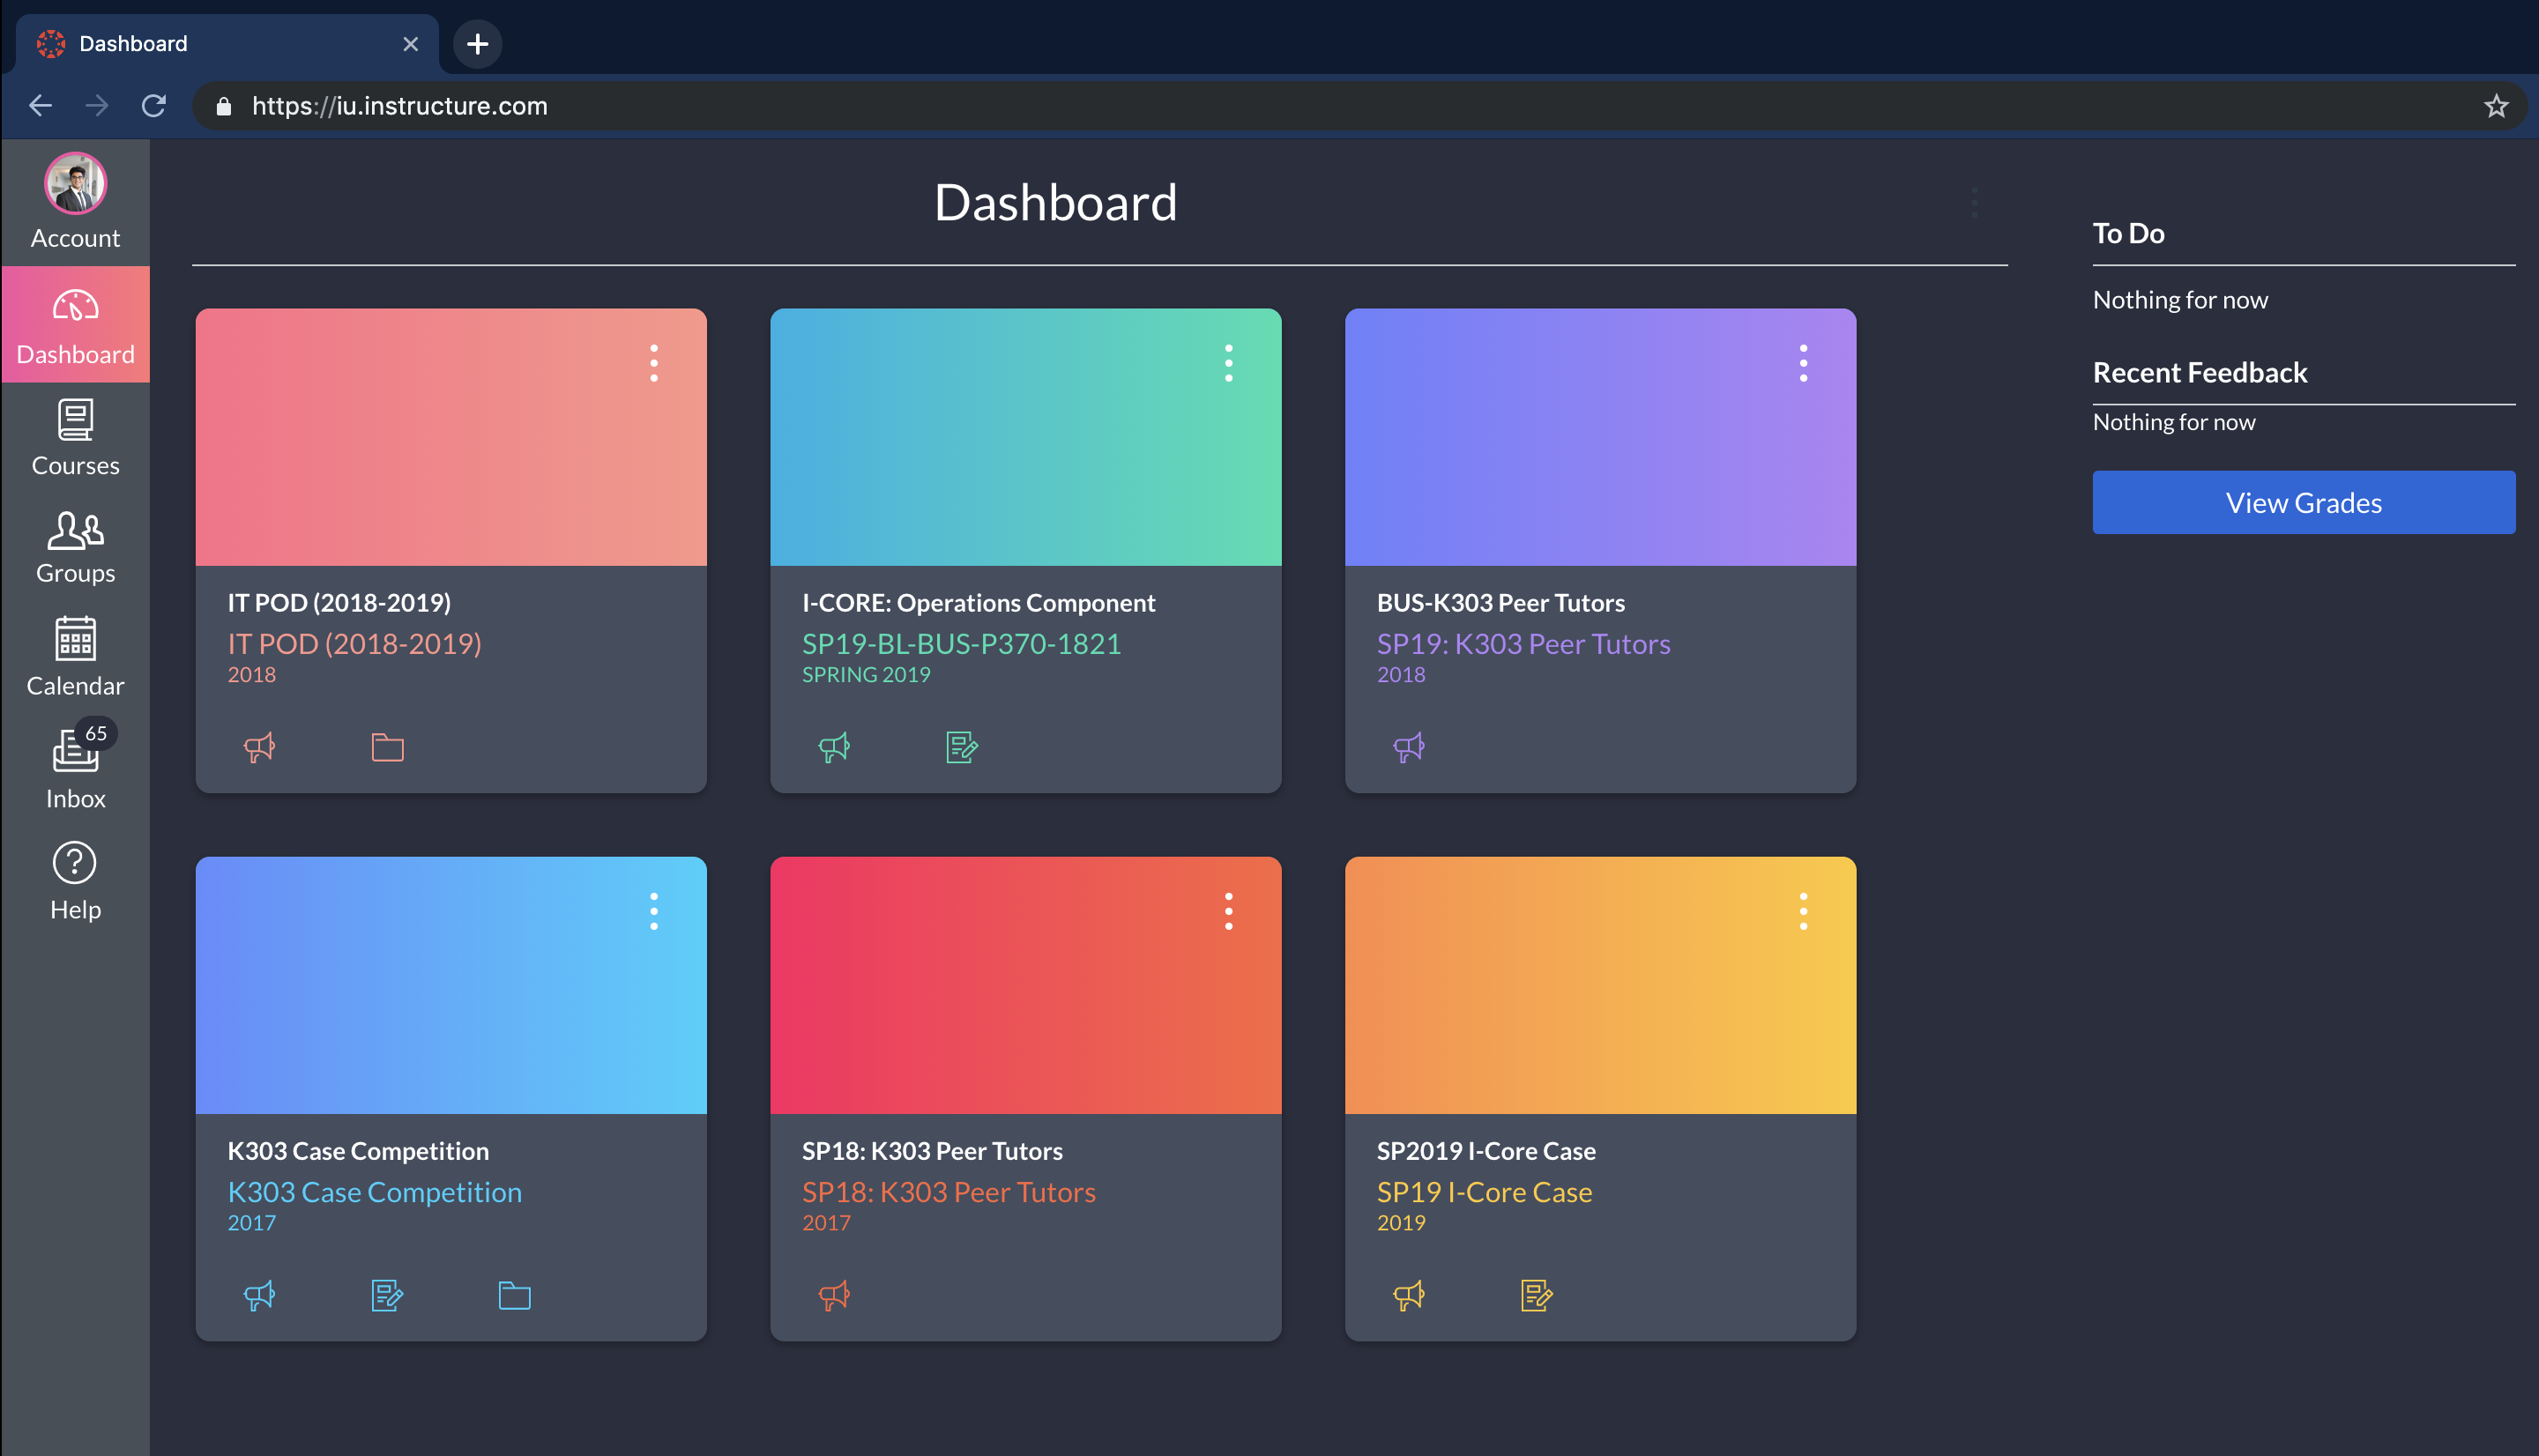 Dashboard
https://iu.instructure.com
Account
Dashboard
Courses
Groups
Calendar
65
Inbox
Help
Dashboard
IT POD (2018-2019)
IT POD (2018-2019)
2018
I-CORE: Operations Component
SP19-BL-BUS-P370-1821
SPRING 2019
BUS-K303 Peer Tutors
SP19: K303 Peer Tutors
2018
K303 Case Competition
K303 Case Competition
2017
SP18: K303 Peer Tutors
SP18: K303 Peer Tutors
2017
SP2019 I-Core Case
SP19 I-Core Case
2019
To Do
Nothing for now
Recent Feedback
Nothing for now
View Grades